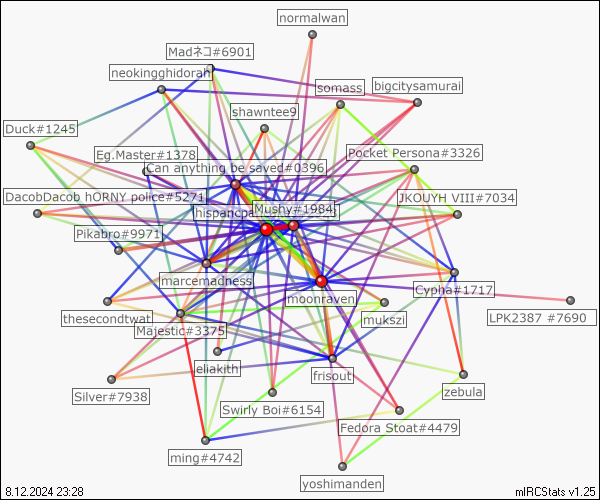 normalwan
Madネコ#6901
neokingghidorah
somass
bigcitysamurai
shawntee9
Duck#1245
Eg.Master#1378
Pocket Persona#3326
Can anything be saved#0396
DacobDacob hORNY police#5271
JKOUYH_VIII#7034
Mushy#1984
Pikabro#9971
marcemadness
Cypha#1717
moonraven
thesecondtwat
mukszi
LPK2387 #7690
Majestic#3375
eliakith
frisout
Silver#7938
Swirly Boi#6154
zebula
Fedora Stoat#4479
ming#4742
yoshimanden
8.12.2024 23:28
mIRCStats v1.25